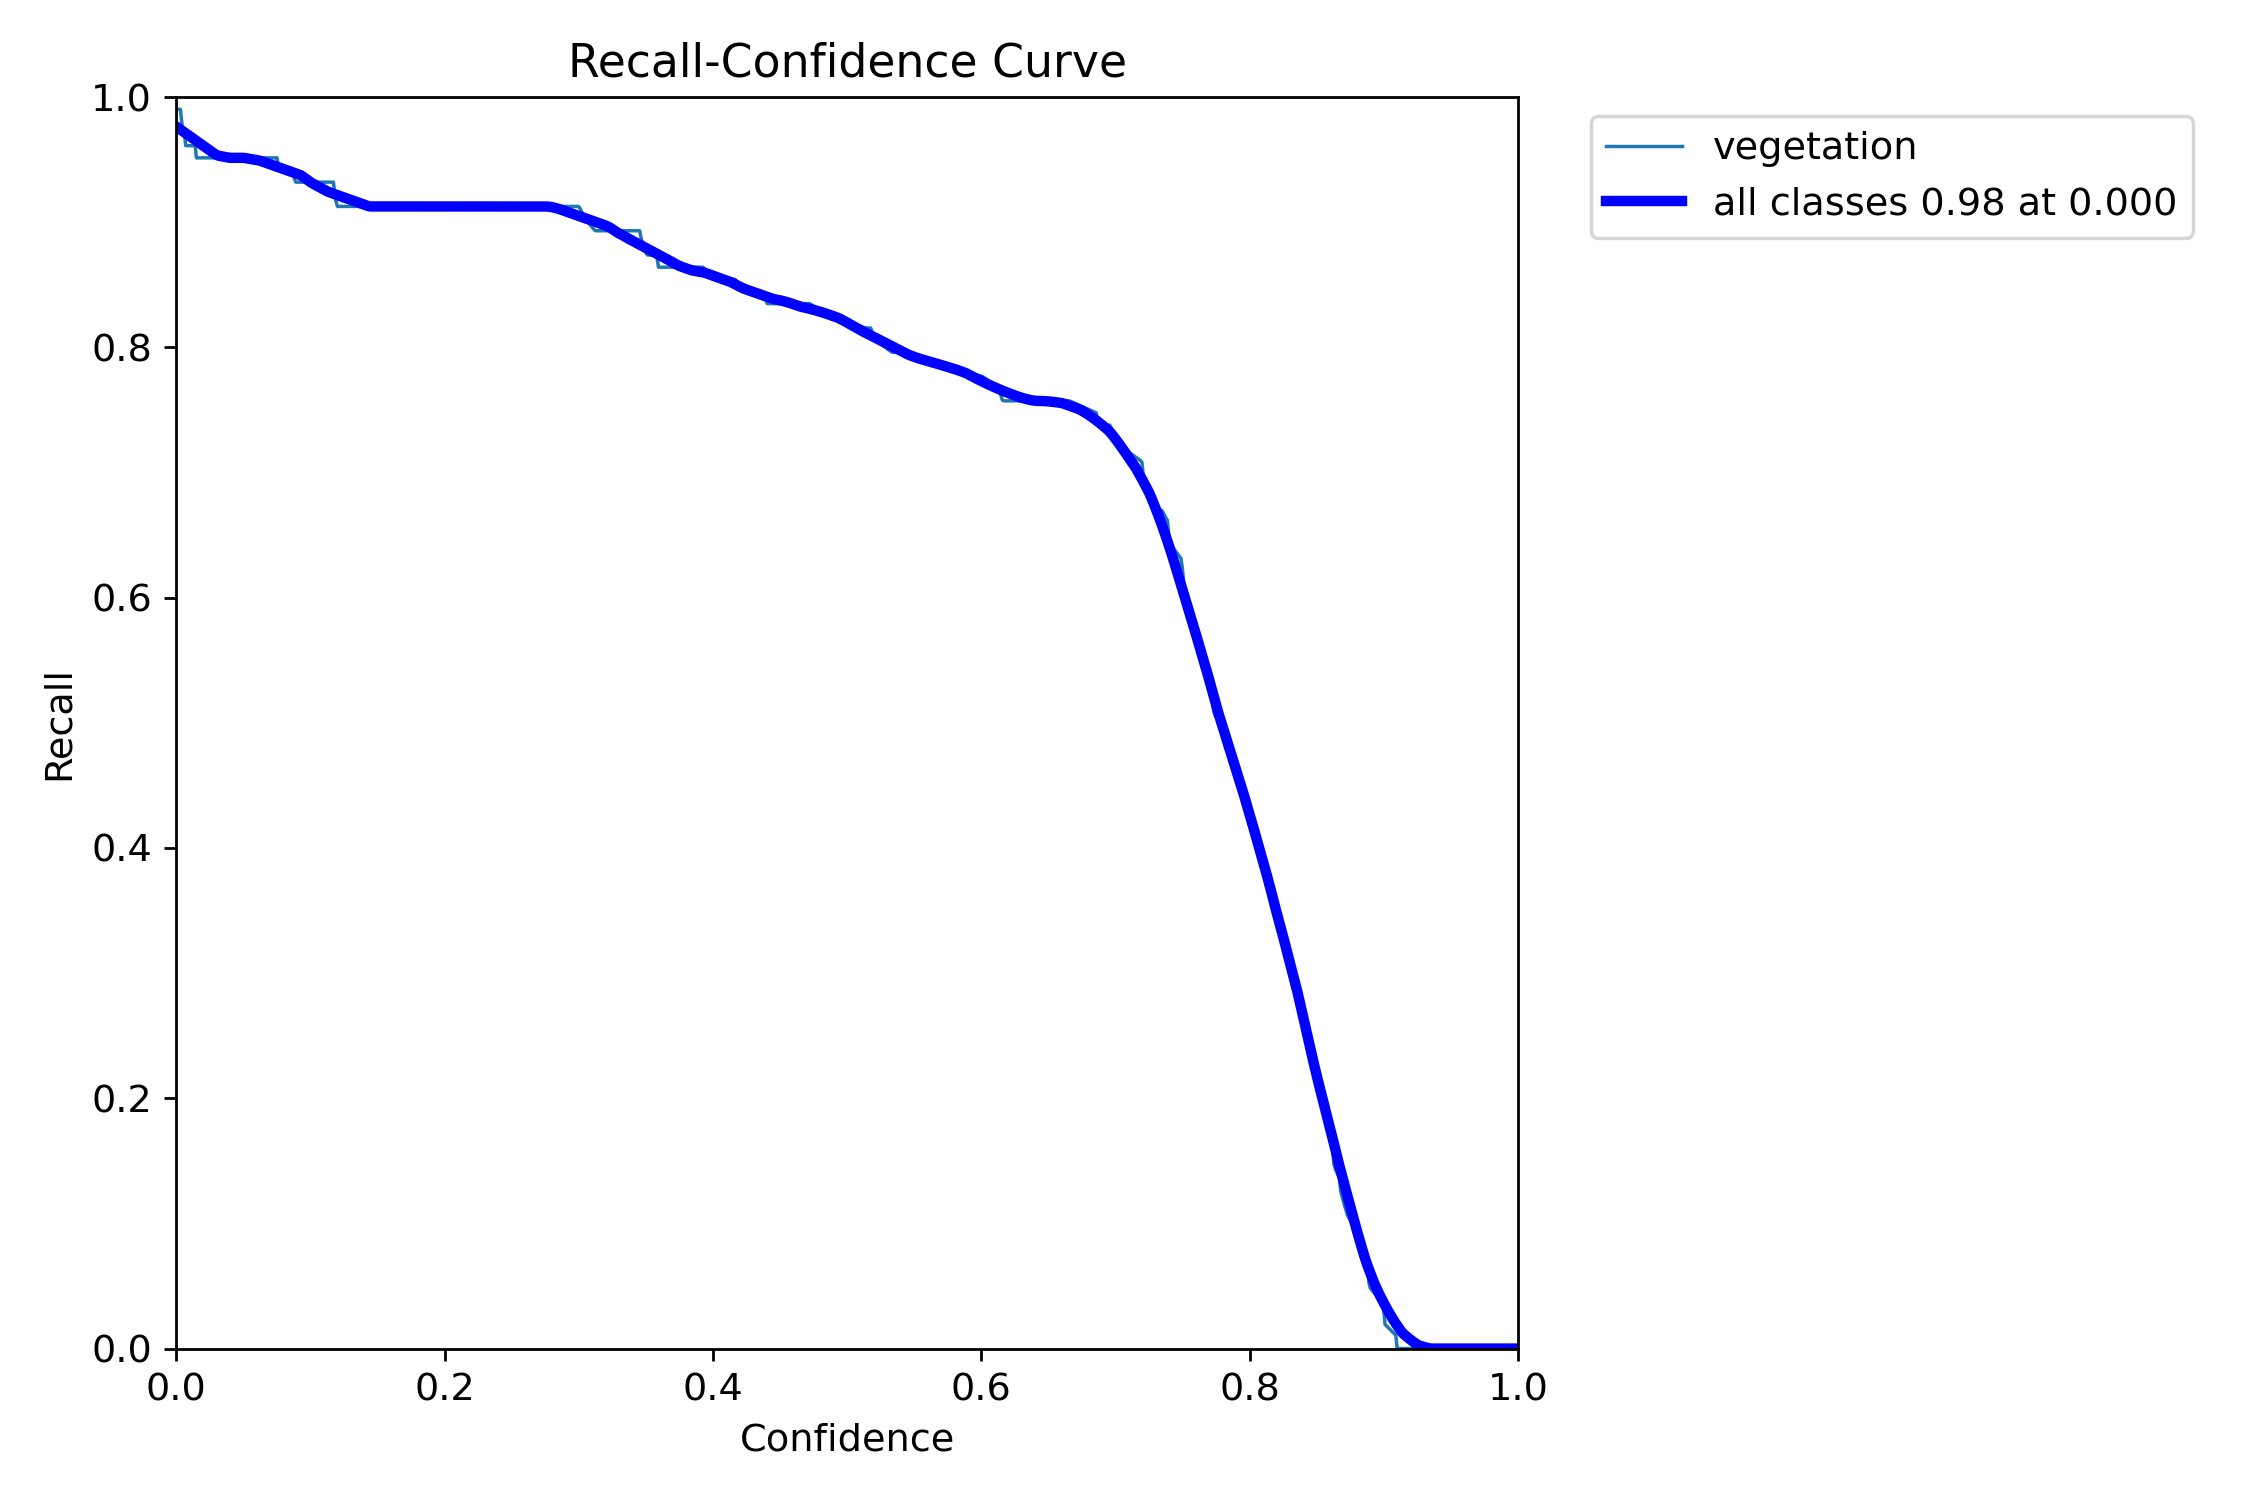 Recall-Confidence Curve
1.0
0.8
0.6
0.4
0.2
0.0
Recall
0.0 0.2 0.4 0.6 0.8 1.0
Confidence
vegetation
all classes 0.98 at 0.000